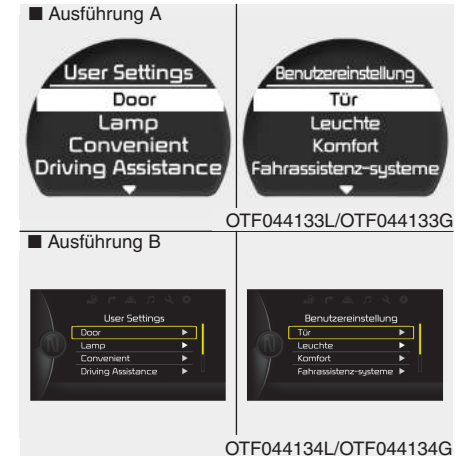 ■ Ausführung A
User Settings
Door
Lamp
Convenient
Driving Assistance
Benutzereinstellung
Tür
Leuchte
Komfort
Fahrassistenz-systeme
OTF044133L/OTF044133G
■ Ausführung B
User Settings
Door
Lamp
Convenient
Driving Assistance
Benutzereinstellung
Tür
Leuchte
Komfort
Fahrassistenz-systeme
OTF044134L/OTF044134G